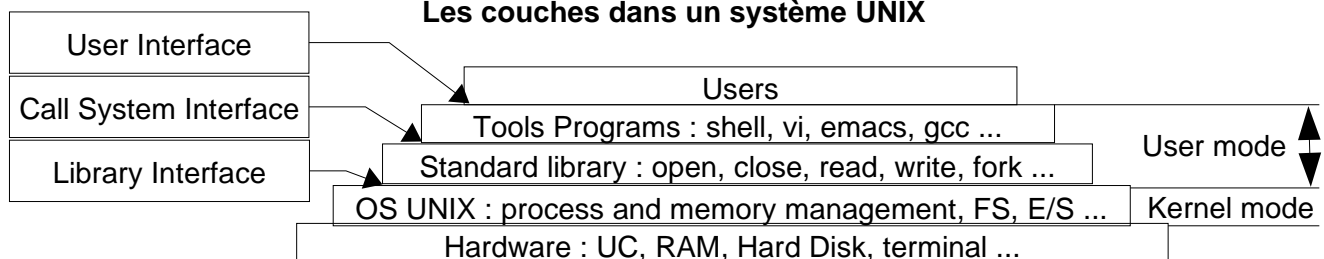 Les couches dans un système UNIX
User Interface
Call System Interface
Library Interface
Users
Tools Programs : shell, vi, emacs, gcc ...
Standard library : open, close, read, write, fork ...
OS UNIX : process and memory management, FS, E/S ...
Hardware : UC, RAM, Hard Disk, terminal ...
User mode
Kernel mode